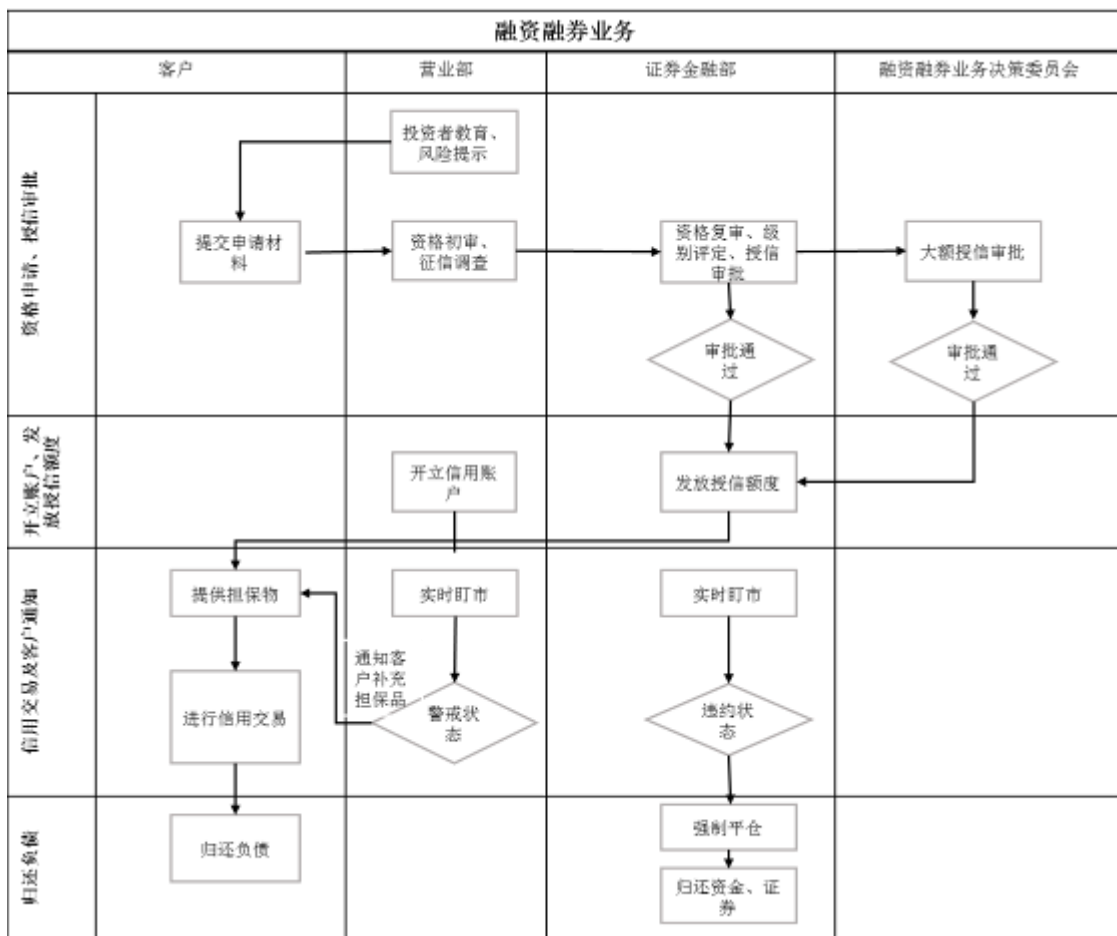 融资融券业务
客户
营业部
证券金融部
融资融券业务决策委员会
资格申请、授信审批
投资者教育、
风险提示
提交申请材
料
资格初审、
征信调查
资格复审、级
别评定、授信
审批
大额授信审批
审批通
过
审批通
过
开立账户、发
放授信额度
开立信用账
户
发放授信额度
信用交易及客户通知
提供担保物
实时盯市
实时盯市
通知客
户补充
担保品
进行信用交易
警戒状
态
违约状
态
归还负债
归还负债
强制平仓
归还资金、证
券